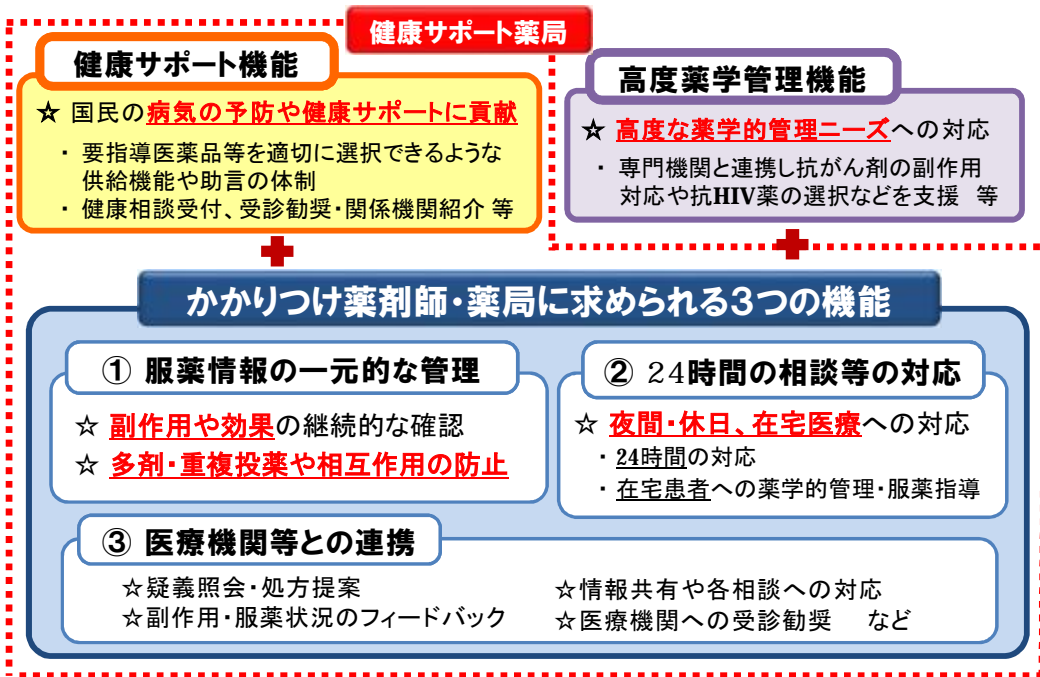 健康サポート薬局
健康サポート機能
☆ 国民の病気の予防や健康サポートに貢献
・ 要指導医薬品等を適切に選択できるような
供給機能や助言の体制
・ 健康相談受付、受診勧奨・関係機関紹介 等
高度薬学管理機能
☆ 高度な薬学的管理ニーズへの対応
・ 専門機関と連携し抗がん剤の副作用
対応や抗HIV薬の選択などを支援 等
かかりつけ薬剤師・薬局に求められる3つの機能
① 服薬情報の一元的な管理
☆ 副作用や効果の継続的な確認
☆ 多剤・重複投薬や相互作用の防止
② 24時間の相談等の対応
☆ 夜間・休日、在宅医療への対応
・ 24時間の対応
・ 在宅患者への薬学的管理・服薬指導
③ 医療機関等との連携
☆疑義照会・処方提案
☆副作用・服薬状況のフィードバック
☆情報共有や各相談への対応
☆医療機関への受診勧奨 など